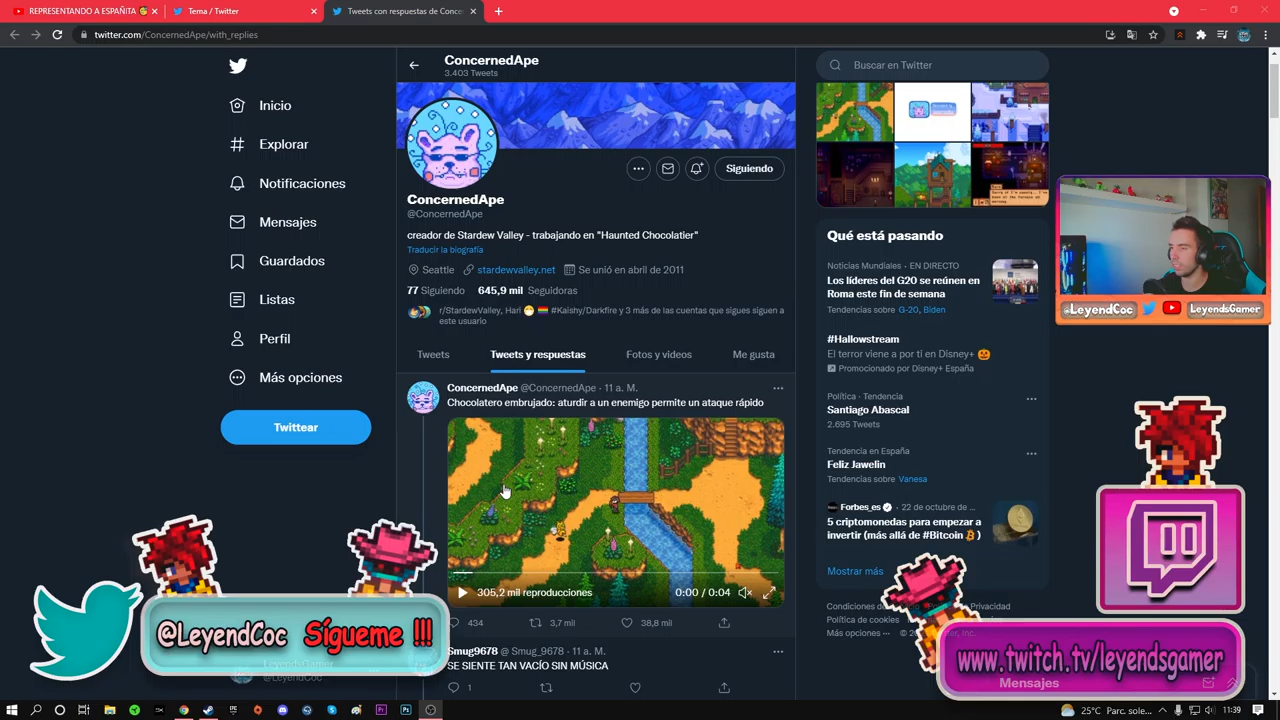 REPRESENTANDO A ESPAÑITA
Tema / Twitter
Tweets con respuestas de Conce
twitter.com/ConcernedApe/with_replies
Inicio
Explorar
Notificaciones
Mensajes
Guardados
Listas
Perfil
Más opciones
Twittear
ConcernedApe
3.403 Tweets
Siguiendo
ConcernedApe
@ConcernedApe
creador de Stardew Valley - trabajando en "Haunted Chocolatier"
Traducir la biografía
Seattle stardewvalley.net Se unió en abril de 2011
77 Siguiendo 645,9 mil Seguidoras
r/StardewValley, Hari #Kaishy/Darkfire y 3 más de las cuentas que sigues siguen a
este usuario
Tweets Tweets y respuestas Fotos y videos Me gusta
ConcernedApe @ConcernedApe · 11 a. M.
Chocolatero embrujado: aturdir a un enemigo permite un ataque rápido
305,2 mil reproducciones
0:00 / 0:04
434 3,7 mil 38,8 mil
Smug9678 @Smug_9678 · 11 a. M.
SE SIENTE TAN VACÍO SIN MÚSICA
1
Buscar en Twitter
Qué está pasando
Noticias Mundiales · EN DIRECTO
Los líderes del G20 se reúnen en
Roma este fin de semana
Tendencias sobre G-20, Biden
#Hallowstream
El terror viene a por ti en Disney+
Promocionado por Disney+ España
Política · Tendencia
Santiago Abascal
2.695 Tweets
Tendencia en España
Feliz Jawelin
Tendencias sobre Vanesa
Forbes_es · 22 de octubre de ...
5 criptomonedas para empezar a
invertir (más allá de #Bitcoin )
Mostrar más
Condiciones de Privacidad
Política de cookies
Más opciones ··· © 20 Inc.
@LeyendCoc LeyendsGamer
@LeyendCoc Sígueme !!!
LeyendsGamer
@LeyendCoc
www.twitch.tv/leyendsgamer
Mensajes
25°C Parc. sole...
11:39